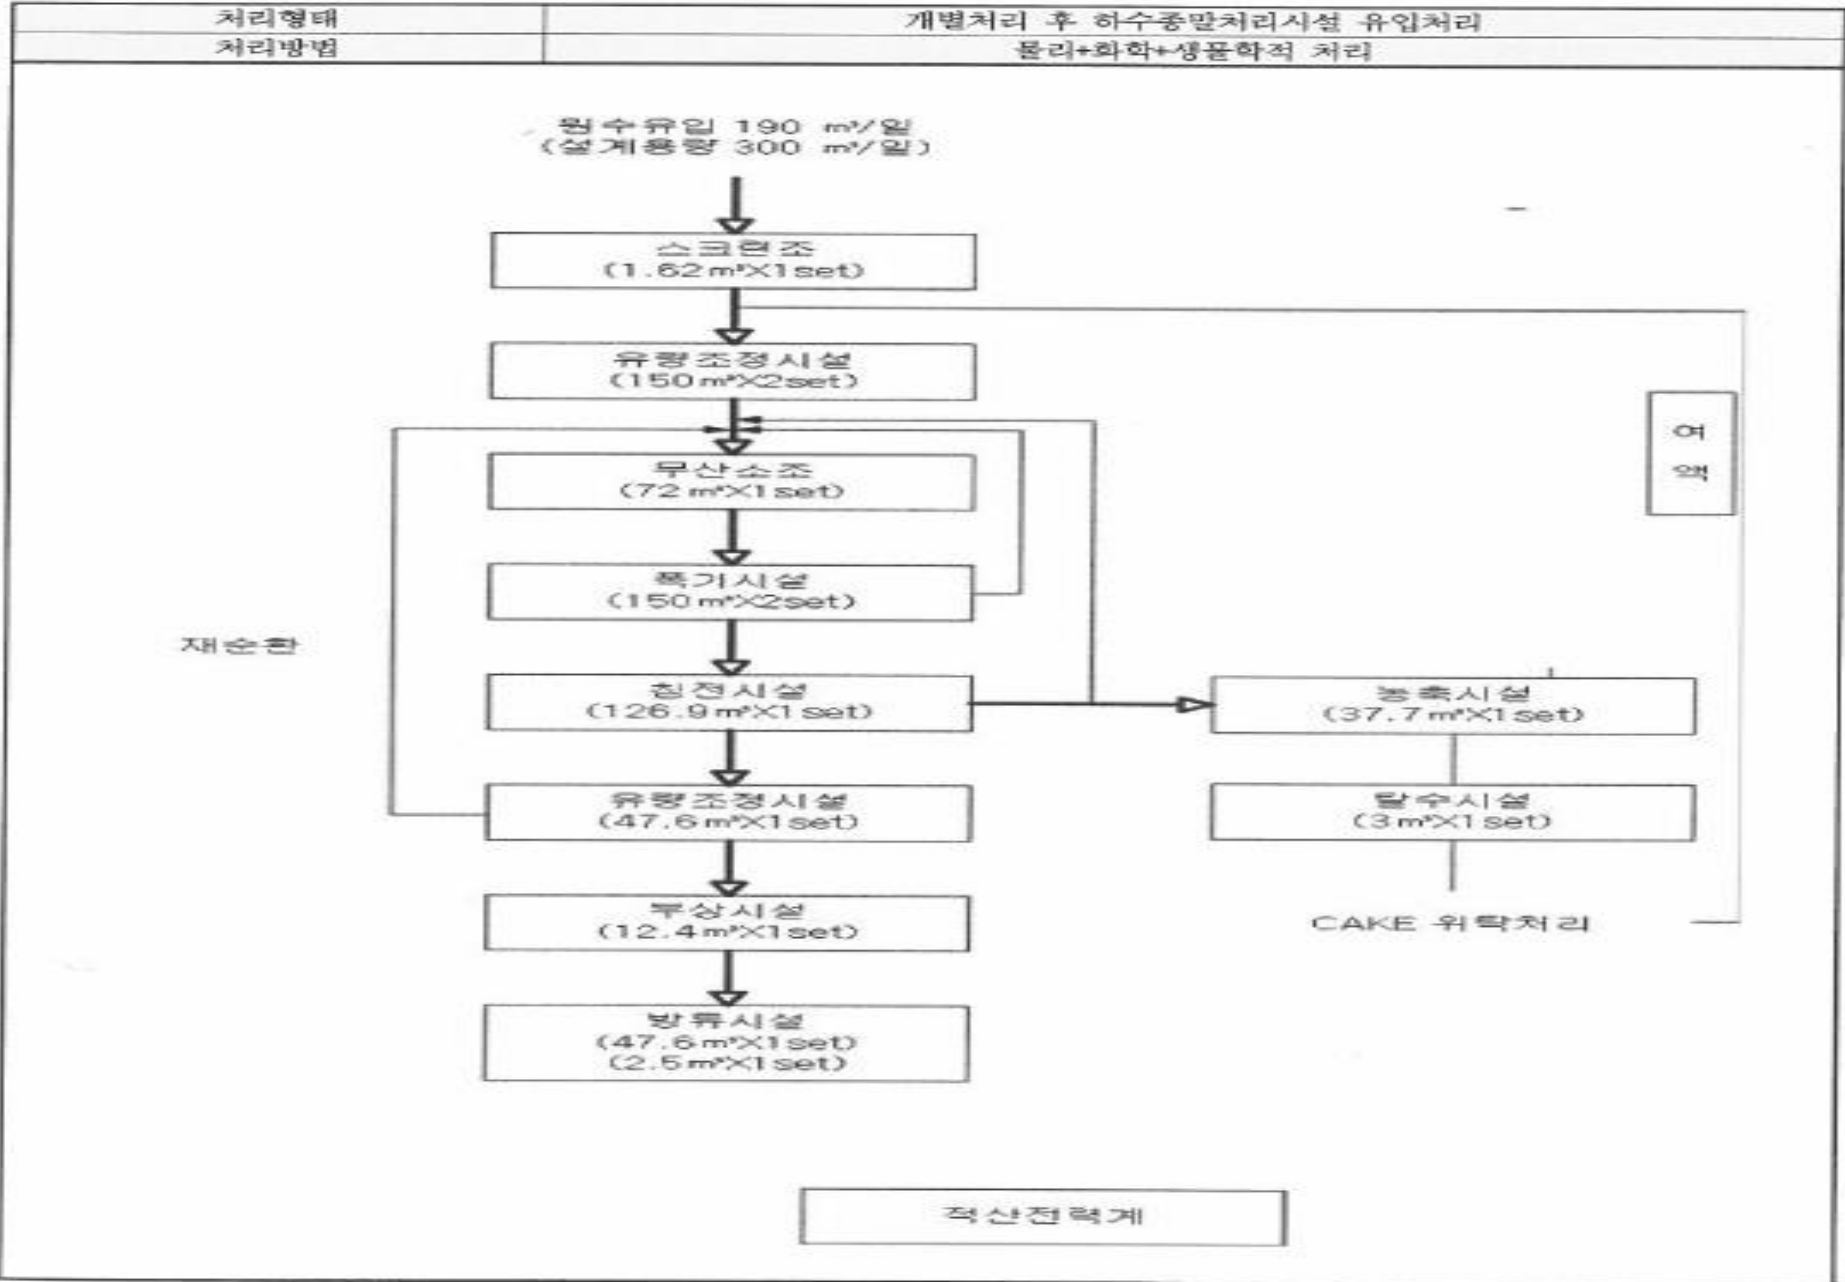 처리형태 개별처리 후 하수종말처리시설 유입처리
처리방법 물리+화학+생물학적 처리
원수유입 190 m³/일
(설계용량 300 m³/일)
스크린조
(1.62m³X1set)
유량조정시설
(150m³X2set)
여
액
무산소조
(72m³X1set)
폭기시설
(150m³X2set)
재순환
침전시설
(126.9m³X1set)
농축시설
(37.7m³X1set)
유량조정시설
(47.6m³X1set)
탈수시설
(3m³X1set)
부상시설
(12.4m³X1set)
CAKE 위탁처리
방류시설
(47.6m³X1set)
(2.5m³X1set)
적산전력계